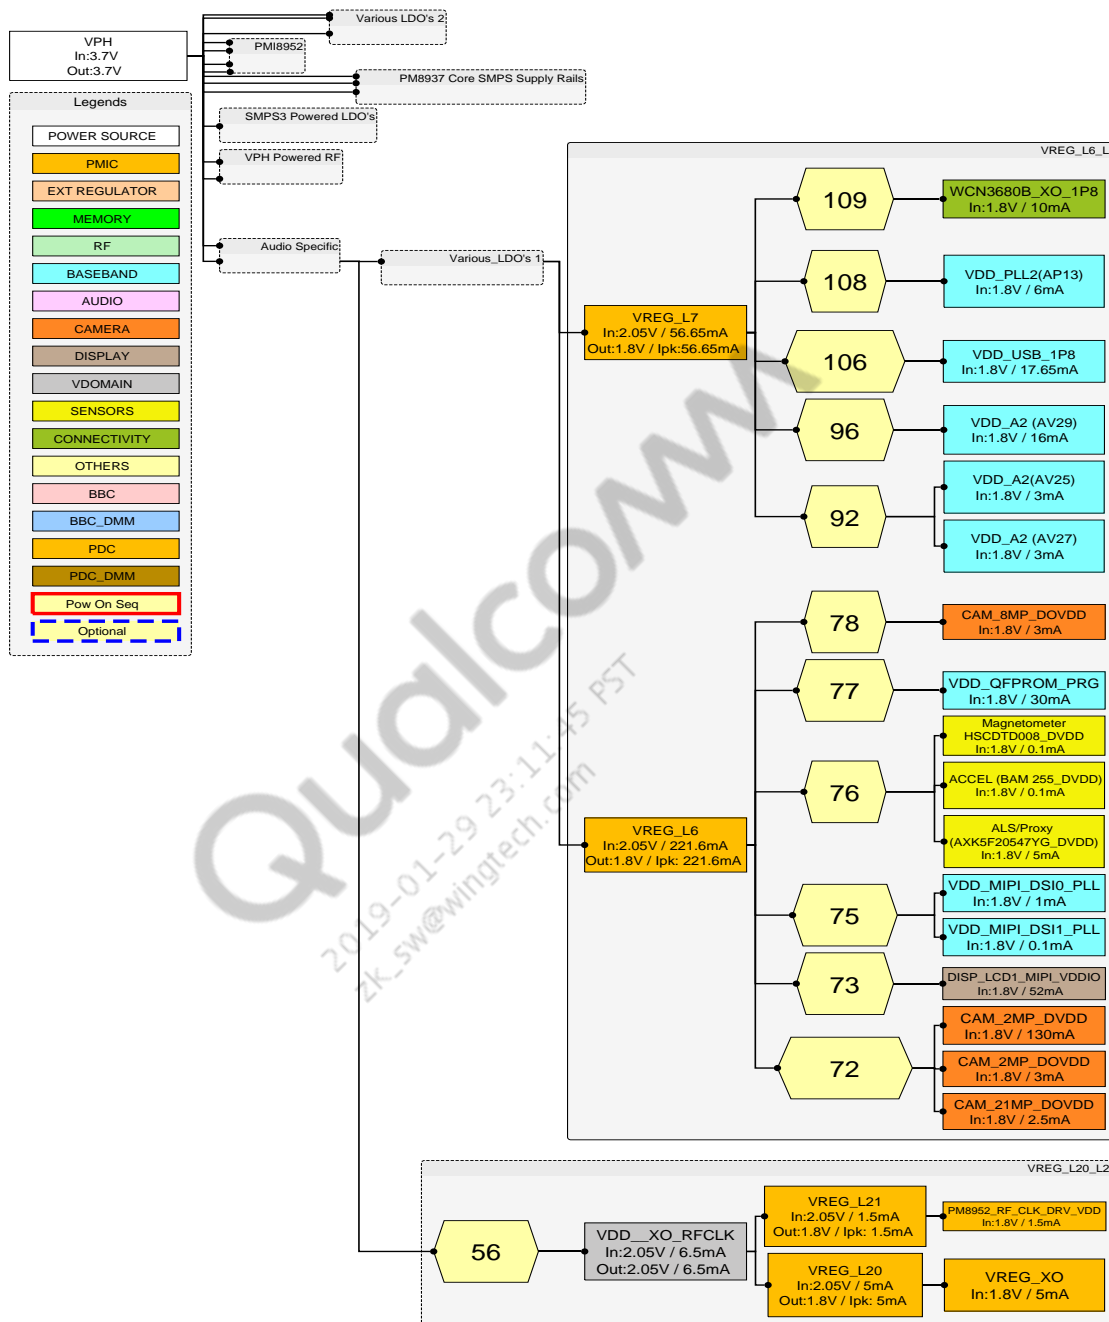 VPH
In:3.7V
Out:3.7V
Various LDO's 2
PMI8952
PM8937 Core SMPS Supply Rails
SMPS3 Powered LDO's
VPH Powered RF
Audio Specific
Various_LDO's 1
Legends
POWER SOURCE
PMIC
EXT REGULATOR
MEMORY
RF
BASEBAND
AUDIO
CAMERA
DISPLAY
VDOMAIN
SENSORS
CONNECTIVITY
OTHERS
BBC
BBC_DMM
PDC
PDC_DMM
Pow On Seq
Optional
VREG_L6_L
VREG_L7
In:2.05V / 56.65mA
Out:1.8V / Ipk:56.65mA
109
WCN3680B_XO_1P8
In:1.8V / 10mA
108
VDD_PLL2(AP13)
In:1.8V / 6mA
106
VDD_USB_1P8
In:1.8V / 17.65mA
96
VDD_A2 (AV29)
In:1.8V / 16mA
92
VDD_A2(AV25)
In:1.8V / 3mA
VDD_A2 (AV27)
In:1.8V / 3mA
VREG_L6
In:2.05V / 221.6mA
Out:1.8V / Ipk: 221.6mA
78
CAM_8MP_DOVDD
In:1.8V / 3mA
77
VDD_QFPROM_PRG
In:1.8V / 30mA
76
Magnetometer
HSCDTD008_DVDD
In:1.8V / 0.1mA
ACCEL (BAM 255_DVDD)
In:1.8V / 0.1mA
ALS/Proxy
(AXK5F20547YG_DVDD)
In:1.8V / 5mA
75
VDD_MIPI_DSI0_PLL
In:1.8V / 1mA
VDD_MIPI_DSI1_PLL
In:1.8V / 0.1mA
73
DISP_LCD1_MIPI_VDDIO
In:1.8V / 52mA
72
CAM_2MP_DVDD
In:1.8V / 130mA
CAM_2MP_DOVDD
In:1.8V / 3mA
CAM_21MP_DOVDD
In:1.8V / 2.5mA
VREG_L20_L2
56
VDD__XO_RFCLK
In:2.05V / 6.5mA
Out:2.05V / 6.5mA
VREG_L21
In:2.05V / 1.5mA
Out:1.8V / Ipk: 1.5mA
PM8952_RF_CLK_DRV_VDD
In:1.8V / 1.5mA
VREG_L20
In:2.05V / 5mA
Out:1.8V / Ipk: 5mA
VREG_XO
In:1.8V / 5mA
Qualcomm
2019-01-29 23:11:45 PST
zk_sw@wingtech.com